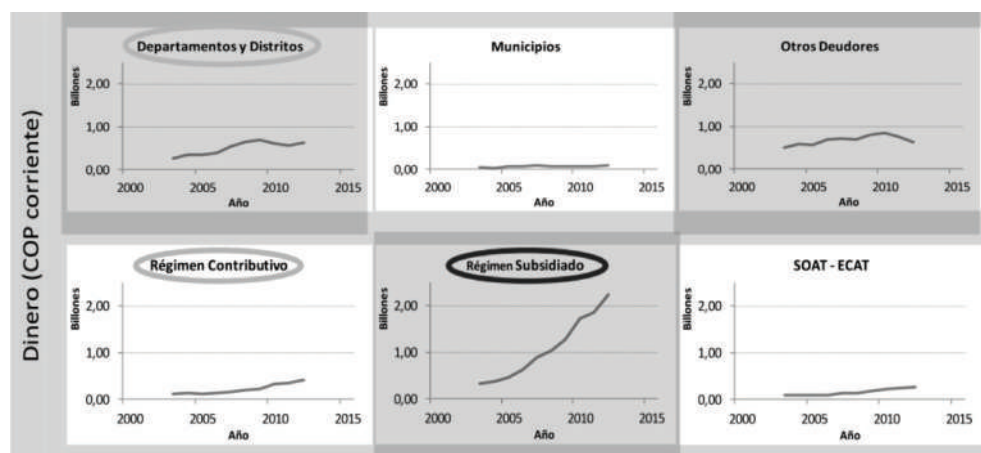 Dinero (COP corriente)
Departamentos y Distritos
Billones
2,00
1,00
0,00
2000
2005
2010
2015
Año
Municipios
Billones
2,00
1,00
0,00
2000
2005
2010
2015
Año
Otros Deudores
Billones
2,00
1,00
0,00
2000
2005
2010
2015
Año
Régimen Contributivo
Billones
2,00
1,00
0,00
2000
2005
2010
2015
Año
Régimen Subsidiado
Billones
2,00
1,00
0,00
2000
2005
2010
2015
Año
SOAT - ECAT
Billones
2,00
1,00
0,00
2000
2005
2010
2015
Año